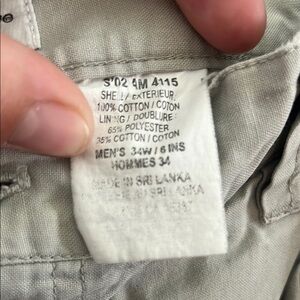 S'02 AM 4115
SHELL / EXTERIEUR
100% COTTON / COTON
LINING / DOUBLURE
65% POLYESTER
35% COTTON / COTON
MEN'S 34W / 6 INS
HOMMES 34
MADE IN SRI LANKA
SRI LANKA